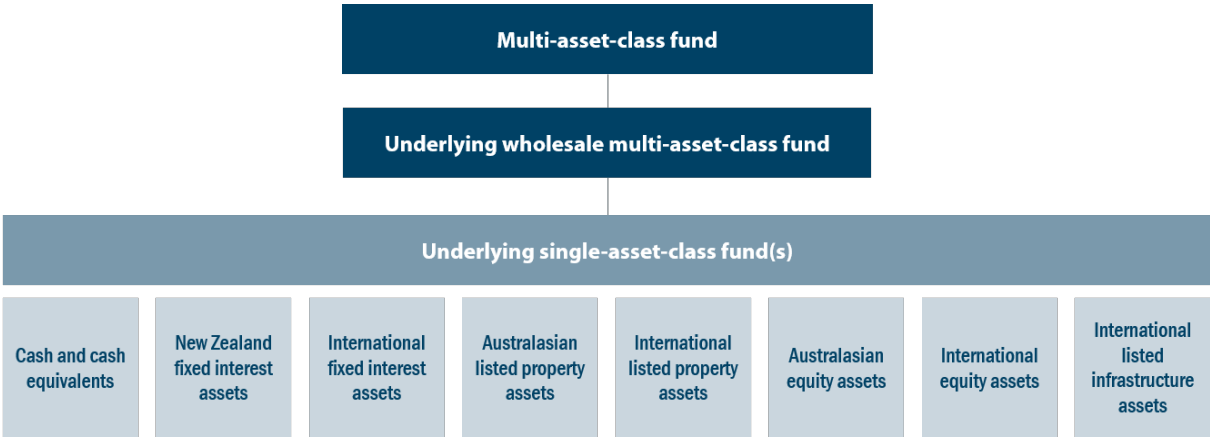 Multi-asset-class fund
Underlying wholesale multi-asset-class fund
Underlying single-asset-class fund(s)
Cash and cash
equivalents
New Zealand
fixed interest
assets
International
fixed interest
assets
Australasian
listed property
assets
International
listed property
assets
Australasian
equity assets
International
equity assets
International
listed
infrastructure
assets